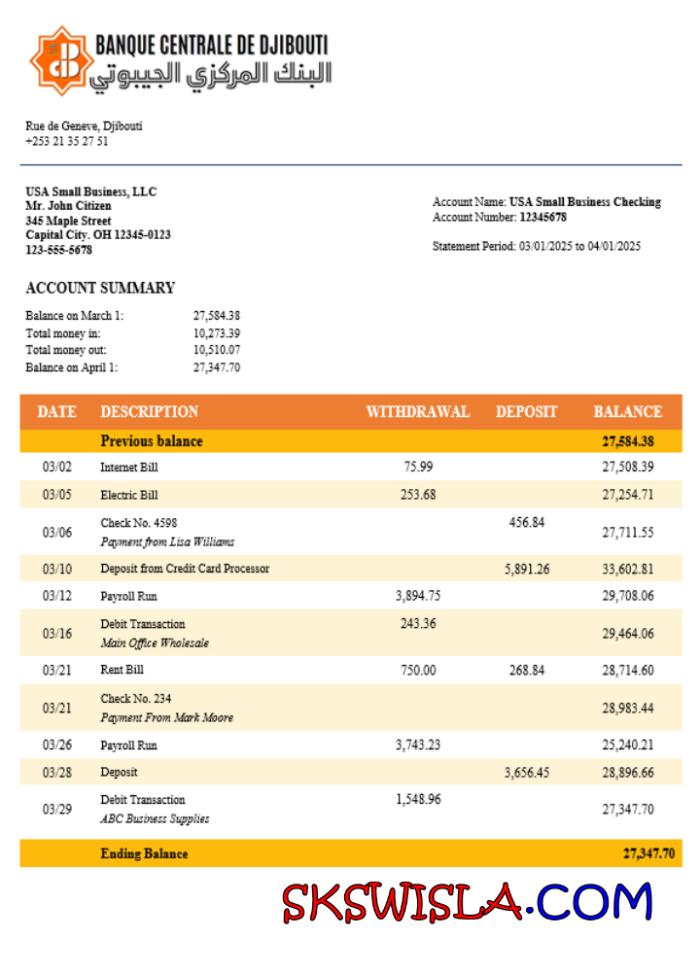 BANQUE CENTRALE DE DJIBOUTI
البنك المركزي الجيبوتي
Rue de Geneve, Djibouti
+253 21 35 27 51
USA Small Business, LLC
Mr. John Citizen
345 Maple Street
Capital City. OH 12345-0123
123-555-5678
Account Name: USA Small Business Checking
Account Number: 12345678
Statement Period: 03/01/2025 to 04/01/2025
ACCOUNT SUMMARY
Balance on March 1: 27,584.38
Total money in: 10,273.39
Total money out: 10,510.07
Balance on April 1: 27,347.70
DATE DESCRIPTION WITHDRAWAL DEPOSIT BALANCE
Previous balance 27,584.38
03/02 Internet Bill 75.99 27,508.39
03/05 Electric Bill 253.68 27,254.71
03/06 Check No. 4598 456.84 27,711.55
Payment from Lisa Williams
03/10 Deposit from Credit Card Processor 5,891.26 33,602.81
03/12 Payroll Run 3,894.75 29,708.06
03/16 Debit Transaction 243.36 29,464.06
Main Office Wholesale
03/21 Rent Bill 750.00 268.84 28,714.60
03/21 Check No. 234 28,983.44
Payment From Mark Moore
03/26 Payroll Run 3,743.23 25,240.21
03/28 Deposit 3,656.45 28,896.66
03/29 Debit Transaction 1,548.96 27,347.70
ABC Business Supplies
Ending Balance 27,347.70
SKSWISLA.COM